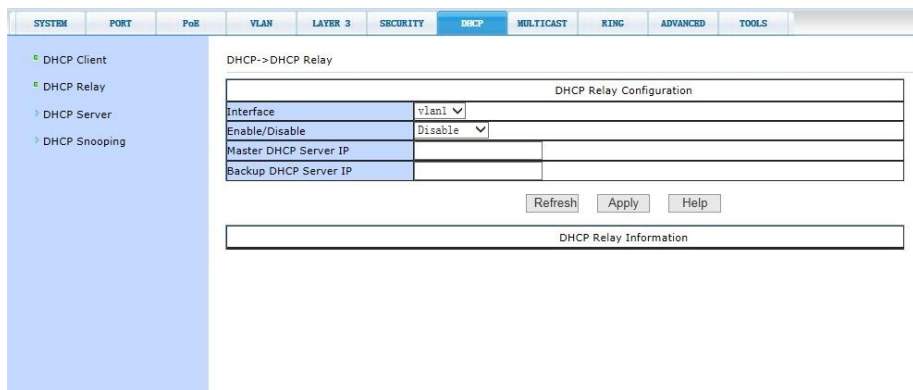 SYSTEM PORT PoE VLAN LAYER 3 SECURITY DHCP MULTICAST RING ADVANCED TOOLS
DHCP Client
DHCP Relay
DHCP Server
DHCP Snooping
DHCP->DHCP Relay
DHCP Relay Configuration
Interface vlan1
Enable/Disable Disable
Master DHCP Server IP
Backup DHCP Server IP
Refresh Apply Help
DHCP Relay Information